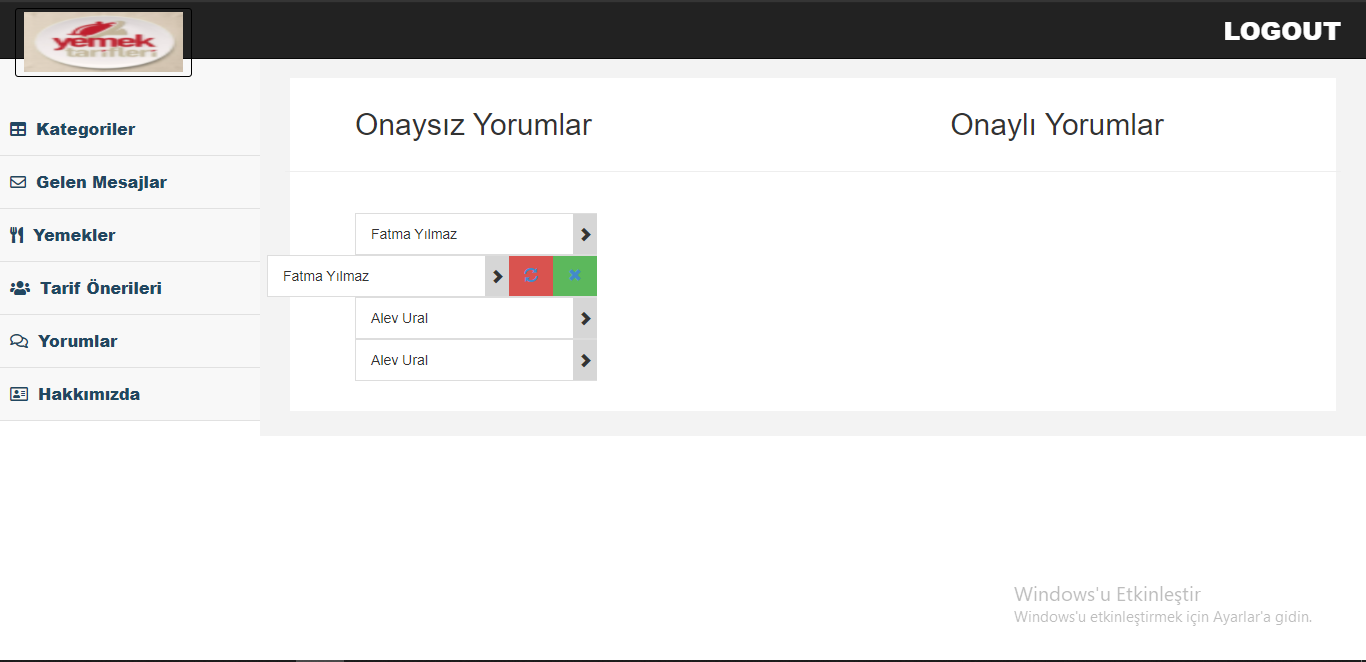 yemek
tarifleri
LOGOUT
Kategoriler
Gelen Mesajlar
Yemekler
Tarif Önerileri
Yorumlar
Hakkımızda
Onaysız Yorumlar
Onaylı Yorumlar
Fatma Yılmaz
Fatma Yılmaz
Alev Ural
Alev Ural
Windows'u Etkinleştir
Windows'u etkinleştirmek için Ayarlar'a gidin.